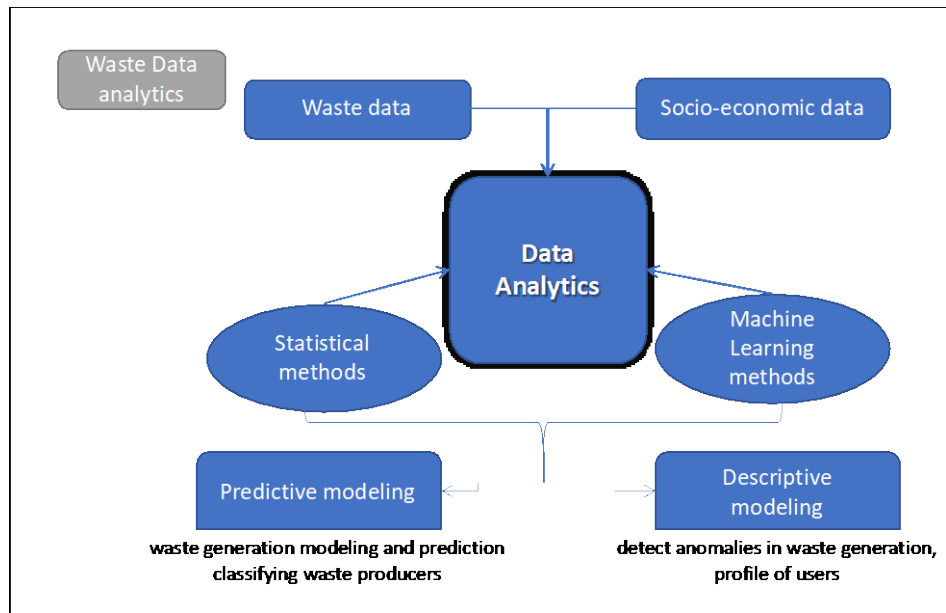 Waste Data
analytics
Waste data
Socio-economic data
Data
Analytics
Statistical
methods
Machine
Learning
methods
Predictive modeling
Descriptive
modeling
waste generation modeling and prediction
classifying waste producers
detect anomalies in waste generation,
profile of users